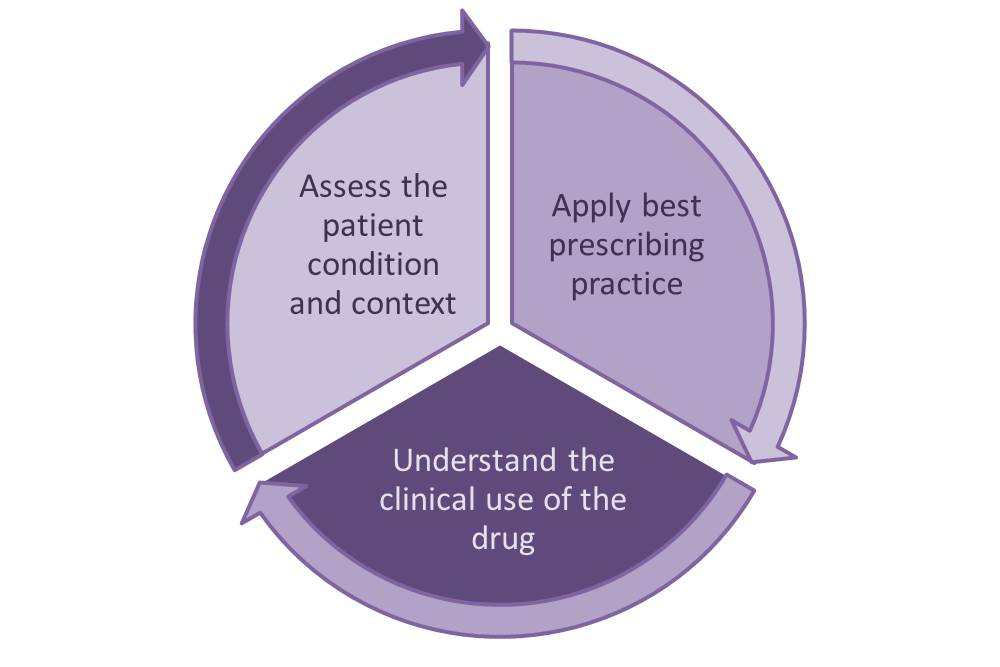 Assess the
patient
condition
and context
Apply best
prescribing
practice
Understand the
clinical use of the
drug